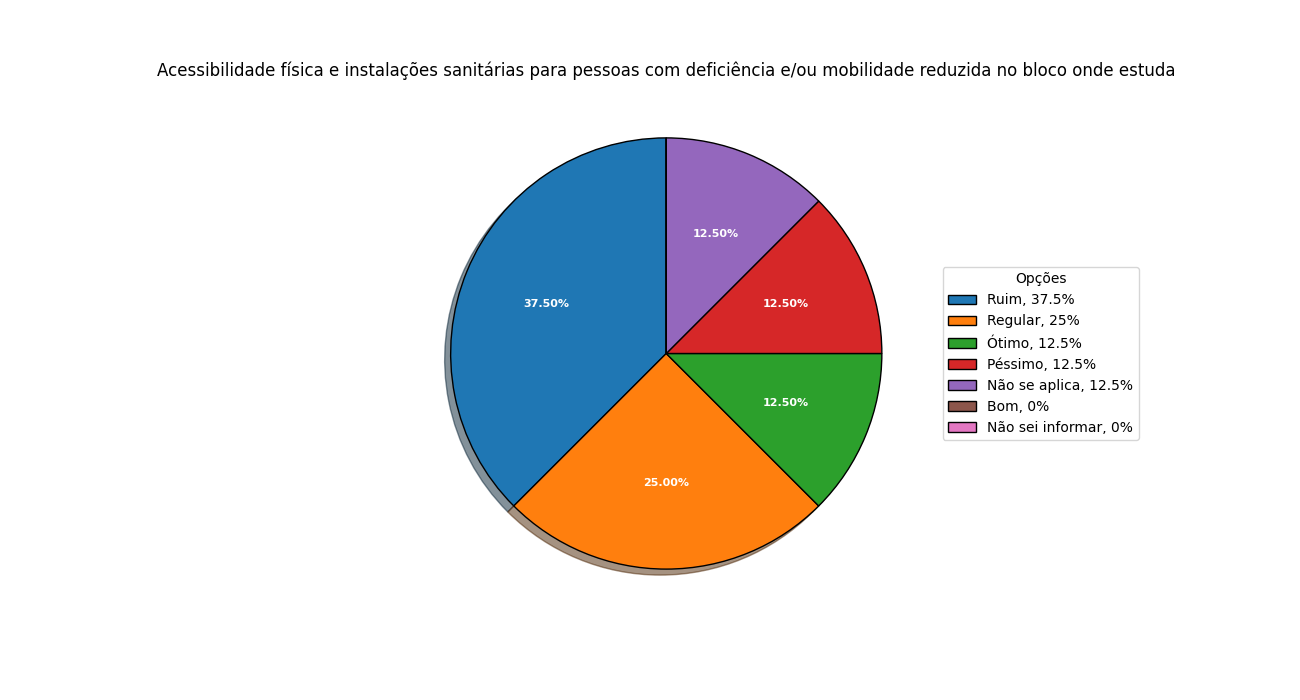 Acessibilidade física e instalações sanitárias para pessoas com deficiência e/ou mobilidade reduzida no bloco onde estuda
12.50%
37.50%
12.50%
12.50%
25.00%
Opções
Ruim, 37.5%
Regular, 25%
Ótimo, 12.5%
Péssimo, 12.5%
Não se aplica, 12.5%
Bom, 0%
Não sei informar, 0%